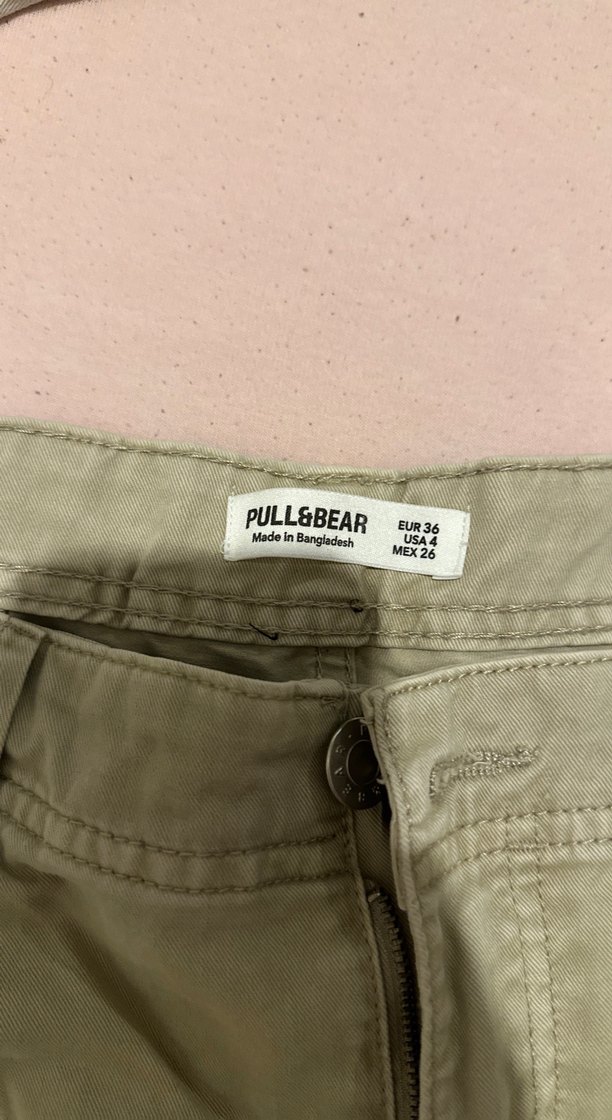 PULL&BEAR
Made in Bangladesh
EUR 36
USA 4
MEX 26